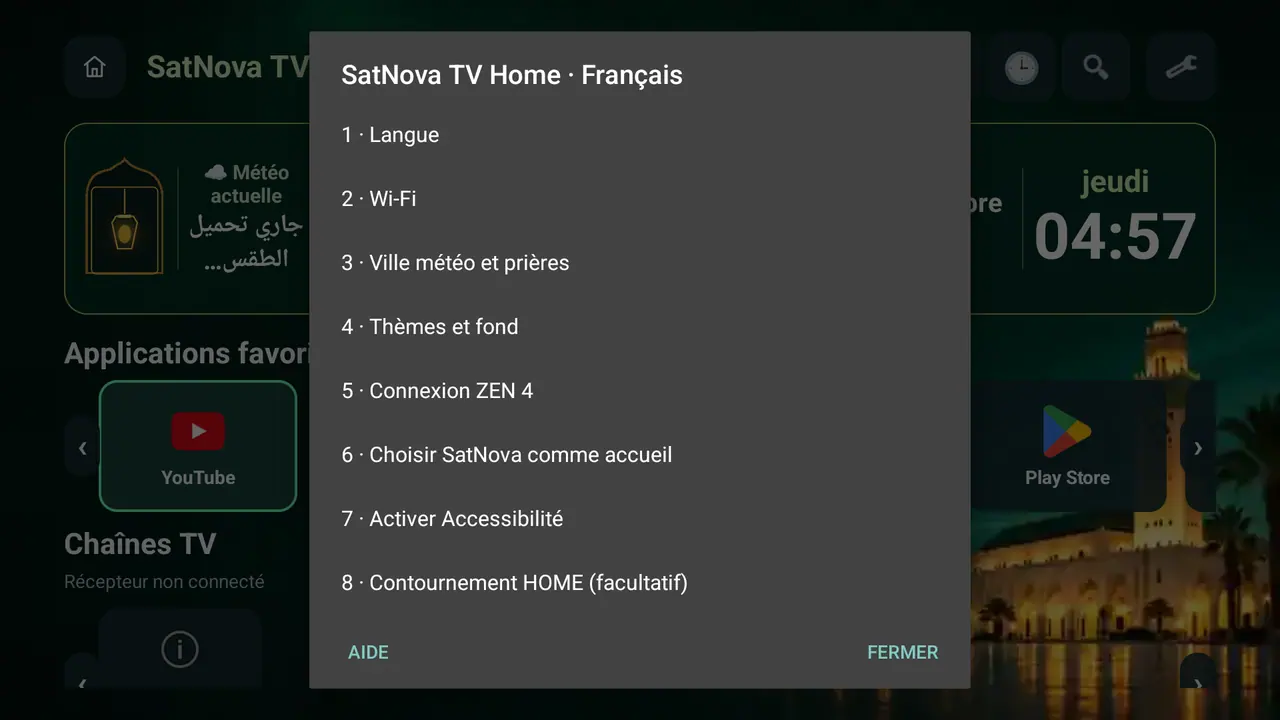 SatNova TV
SatNova TV Home · Français
1 · Langue
2 · Wi-Fi
3 · Ville météo et prières
4 · Thèmes et fond
5 · Connexion ZEN 4
6 · Choisir SatNova comme accueil
7 · Activer Accessibilité
8 · Contournement HOME (facultatif)
AIDE
FERMER
Météo
actuelle
جاري تحميل
الطقس...
jeudi
04:57
YouTube
Play Store
Chaînes TV
Récepteur non connecté